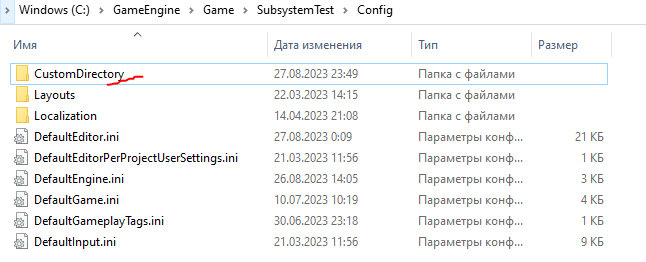 Windows (C:) > GameEngine > Game > SubsystemTest > Config
Имя Дата изменения Тип Размер
CustomDirectory 27.08.2023 23:49 Папка с файлами
Layouts 22.03.2023 14:15 Папка с файлами
Localization 14.04.2023 21:08 Папка с файлами
DefaultEditor.ini 27.08.2023 0:09 Параметры конф... 21 КБ
DefaultEditorPerProjectUserSettings.ini 21.03.2023 11:56 Параметры конф... 1 КБ
DefaultEngine.ini 26.08.2023 14:05 Параметры конф... 3 КБ
DefaultGame.ini 10.07.2023 10:19 Параметры конф... 4 КБ
DefaultGameplayTags.ini 30.06.2023 23:18 Параметры конф... 1 КБ
DefaultInput.ini 21.03.2023 11:56 Параметры конф... 9 КБ